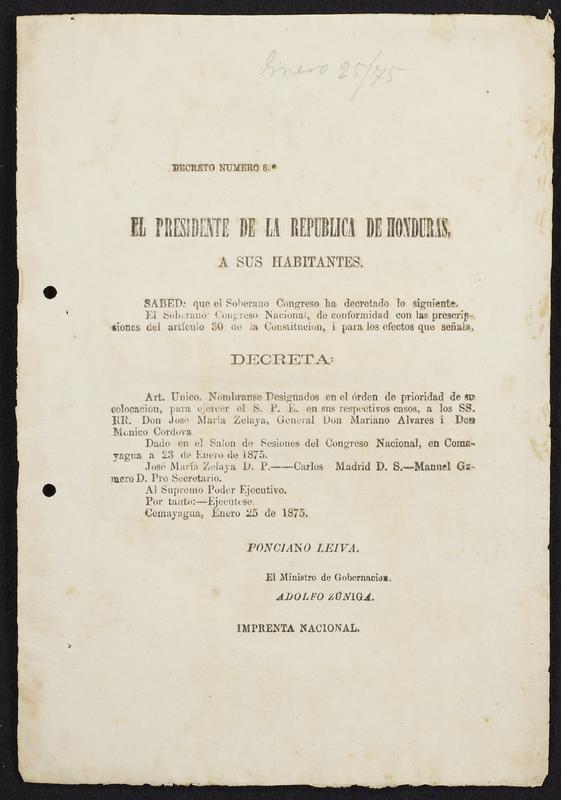 Enero 25/75
DECRETO NUMERO 8.º
EL PRESIDENTE DE LA REPUBLICA DE HONDURAS,
A SUS HABITANTES.
SABED: que el Soberano Congreso ha decretado lo siguiente.
El Soberano Congreso Nacional, de conformidad con las prescrip-
siones del artículo 30 de la Constitucion, i para los efectos que señala,
DECRETA:
Art. Unico. Nombranse Designados en el órden de prioridad de su
colocacion, para ejercer el S. P. E. en sus respectivos casos, a los SS.
RR. Don José María Zelaya, General Don Mariano Alvares i Don
Monico Cordova
Dado en el Salon de Sesiones del Congreso Nacional, en Coma-
yagua a 23 de Enero de 1875.
José María Zelaya D. P.——Carlos Madrid D. S.—Manuel Ga-
mero D. Pro Secretario.
Al Supremo Poder Ejecutivo.
Por tanto:—Ejecutese.
Comayagua, Enero 25 de 1875.
PONCIANO LEIVA.
El Ministro de Gobernacion.
ADOLFO ZÚNIGA.
IMPRENTA NACIONAL.